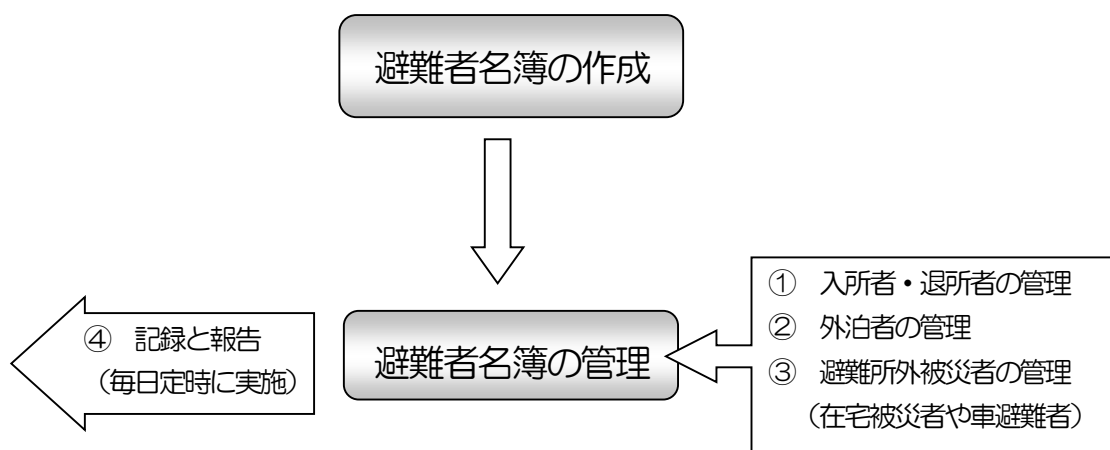 避難者名簿の作成
① 入所者・退所者の管理
② 外泊者の管理
③ 避難所外被災者の管理
（在宅被災者や車避難者）
避難者名簿の管理
④ 記録と報告
（毎日定時に実施）